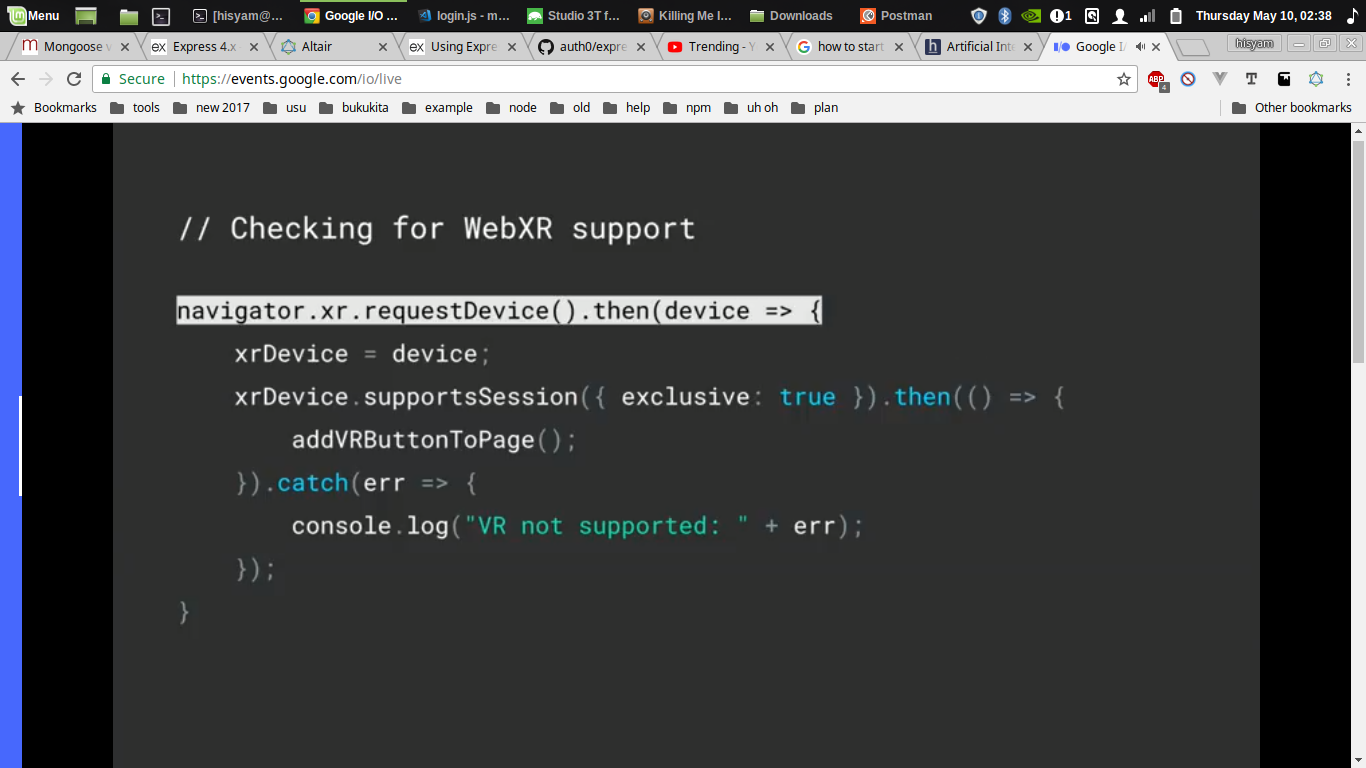 Menu
[hisyam@...
Google I/O ...
login.js - m...
Studio 3T f...
Killing Me I...
Downloads
Postman
1
Thursday May 10, 02:38
Mongoose v
Express 4.x
Altair
Using Expre
auth0/expre
Trending - Y
how to start
Artificial Inte
Google I/
hisyam
Secure
https://events.google.com/io/live
ABP
4
Bookmarks
tools
new 2017
usu
bukukita
example
node
old
help
npm
uh oh
plan
Other bookmarks
// Checking for WebXR support
navigator.xr.requestDevice().then(device => {
xrDevice = device;
xrDevice.supportsSession({ exclusive: true }).then(() => {
addVRButtonToPage();
}).catch(err => {
console.log("VR not supported: " + err);
});
}